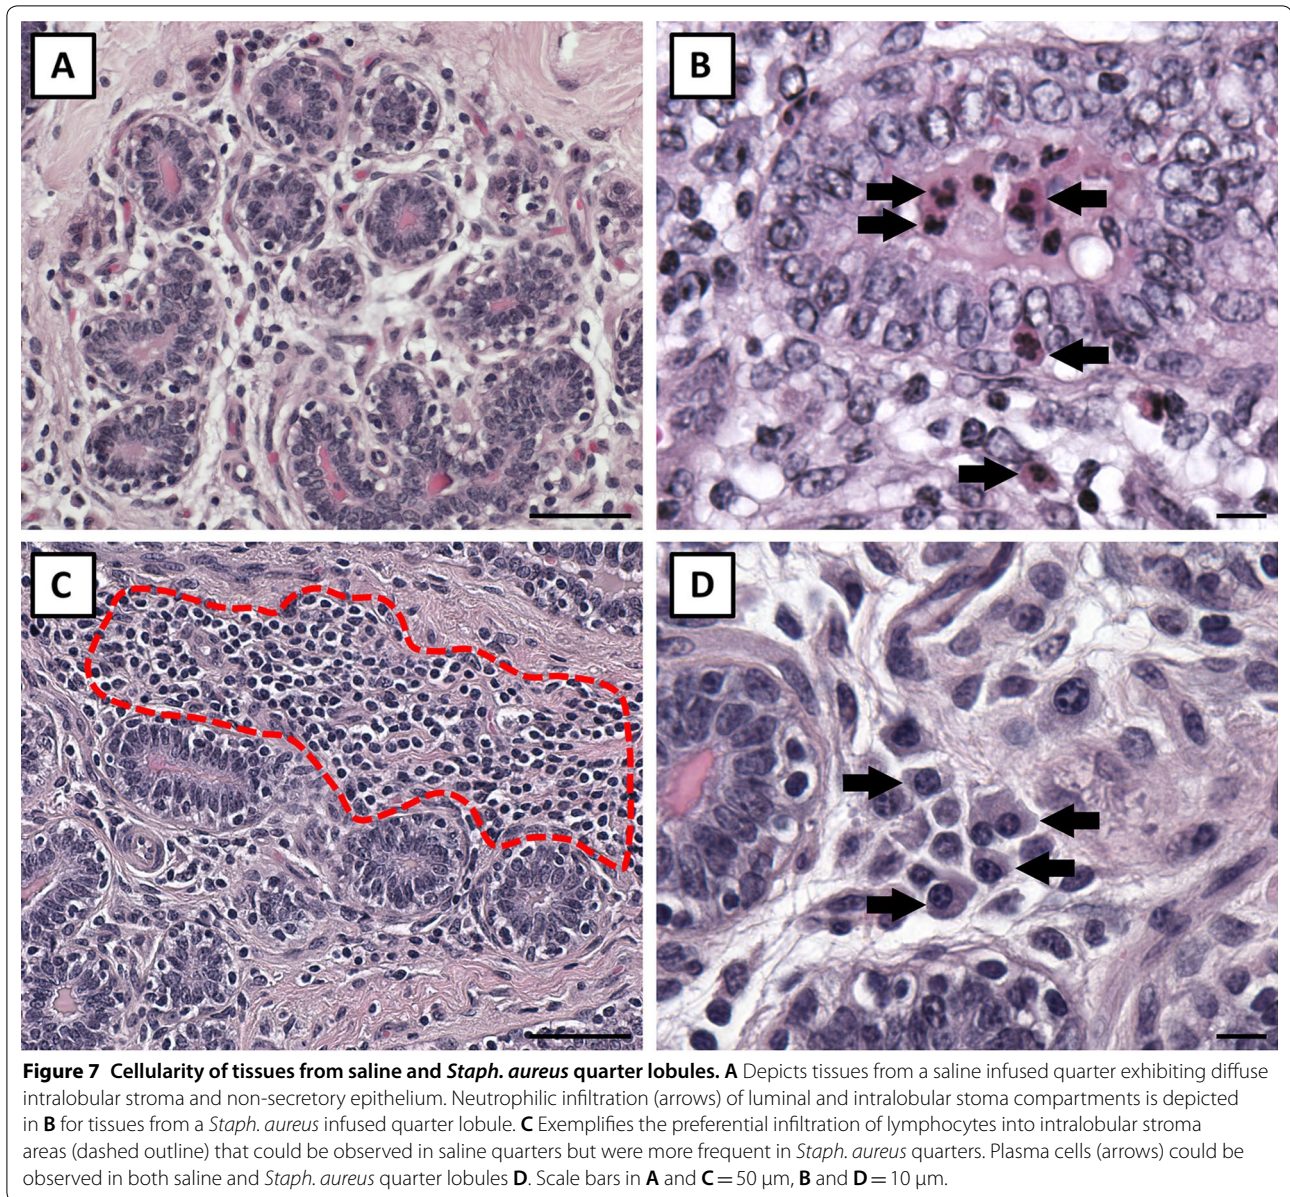 A
B
C
D
Figure 7 Cellularity of tissues from saline and Staph. aureus quarter lobules. A Depicts tissues from a saline infused quarter exhibiting diffuse
intralobular stroma and non-secretory epithelium. Neutrophilic infiltration (arrows) of luminal and intralobular stoma compartments is depicted
in B for tissues from a Staph. aureus infused quarter lobule. C Exemplifies the preferential infiltration of lymphocytes into intralobular stroma
areas (dashed outline) that could be observed in saline quarters but were more frequent in Staph. aureus quarters. Plasma cells (arrows) could be
observed in both saline and Staph. aureus quarter lobules D. Scale bars in A and C = 50 µm, B and D = 10 µm.